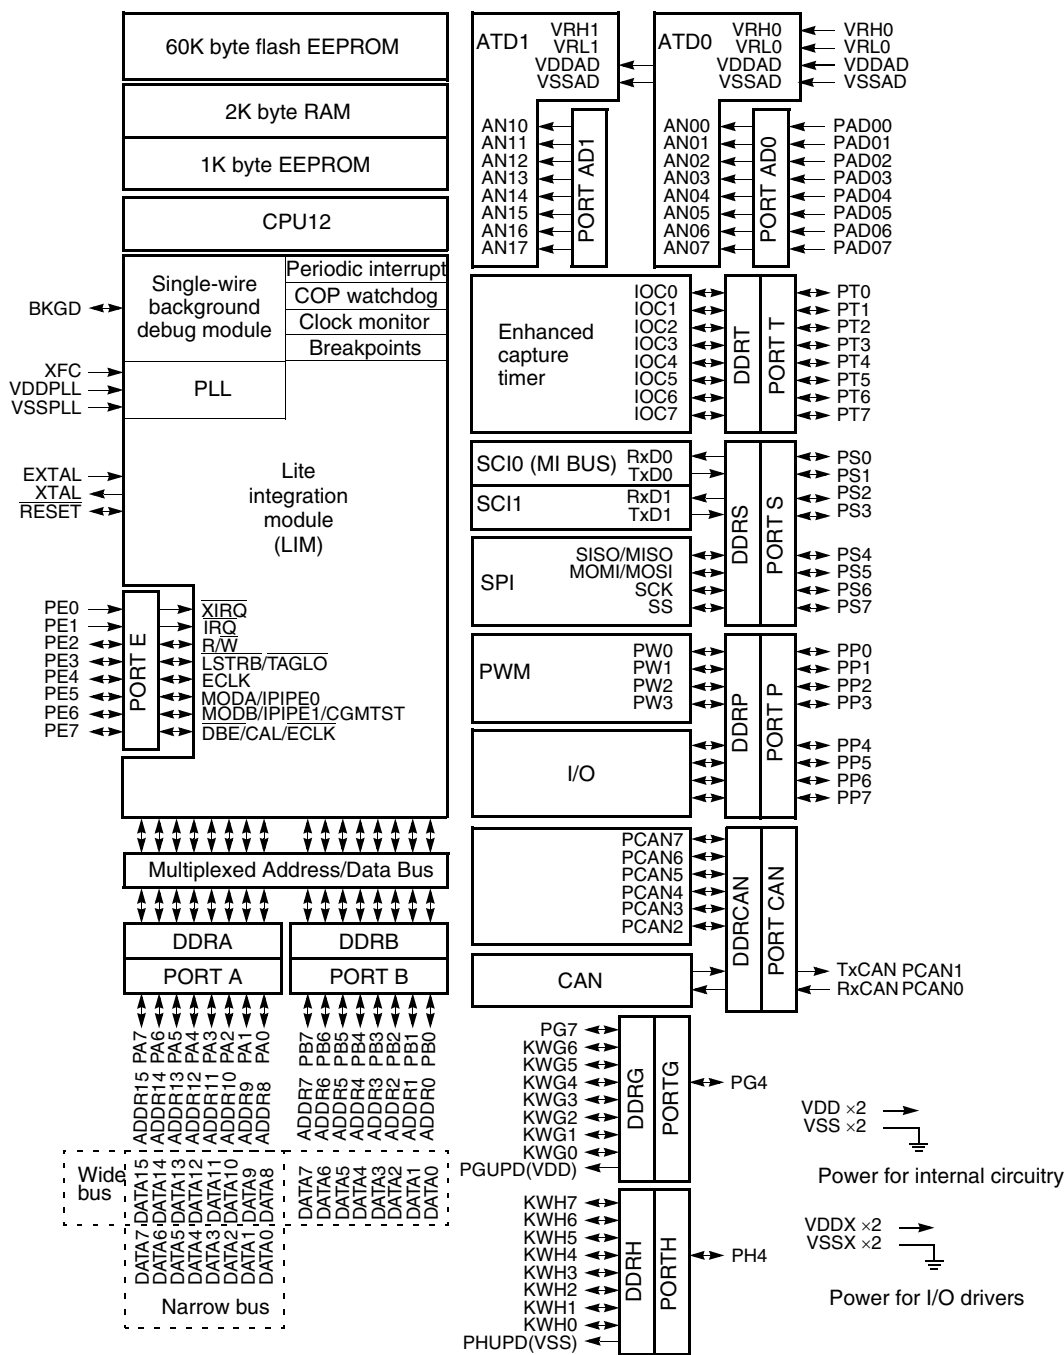 60K byte flash EEPROM
2K byte RAM
1K byte EEPROM
CPU12
Single-wire
background
debug module
Periodic interrupt
COP watchdog
Clock monitor
Breakpoints
BKGD
XFC
VDDPLL
VSSPLL
PLL
EXTAL
XTAL
RESET
Lite
integration
module
(LIM)
PE0
PE1
PE2
PE3
PE4
PE5
PE6
PE7
PORT E
XIRQ
IRQ
R/W
LSTRB/TAGLO
ECLK
MODA/IPIPE0
MODB/IPIPE1/CGMTST
DBE/CAL/ECLK
Multiplexed Address/Data Bus
DDRA
DDRB
PORT A
PORT B
PA7
PA6
PA5
PA4
PA3
PA2
PA1
PA0
PB7
PB6
PB5
PB4
PB3
PB2
PB1
PB0
ADDR15
ADDR14
ADDR13
ADDR12
ADDR11
ADDR10
ADDR9
ADDR8
ADDR7
ADDR6
ADDR5
ADDR4
ADDR3
ADDR2
ADDR1
ADDR0
Wide
bus
DATA15
DATA14
DATA13
DATA12
DATA11
DATA10
DATA9
DATA8
DATA7
DATA6
DATA5
DATA4
DATA3
DATA2
DATA1
DATA0
DATA7
DATA6
DATA5
DATA4
DATA3
DATA2
DATA1
DATA0
Narrow bus
ATD1
VRH1
VRL1
VDDAD
VSSAD
AN10
AN11
AN12
AN13
AN14
AN15
AN16
AN17
PORT AD1
ATD0
VRH0
VRL0
VDDAD
VSSAD
VRH0
VRL0
VDDAD
VSSAD
AN00
AN01
AN02
AN03
AN04
AN05
AN06
AN07
PORT AD0
PAD00
PAD01
PAD02
PAD03
PAD04
PAD05
PAD06
PAD07
Enhanced
capture
timer
IOC0
IOC1
IOC2
IOC3
IOC4
IOC5
IOC6
IOC7
DDRT
PORT T
PT0
PT1
PT2
PT3
PT4
PT5
PT6
PT7
SCI0 (MI BUS)
RxD0
TxD0
SCI1
RxD1
TxD1
SPI
SISO/MISO
MOMI/MOSI
SCK
SS
DDRS
PORT S
PS0
PS1
PS2
PS3
PS4
PS5
PS6
PS7
PWM
PW0
PW1
PW2
PW3
I/O
DDRP
PORT P
PP0
PP1
PP2
PP3
PP4
PP5
PP6
PP7
PCAN7
PCAN6
PCAN5
PCAN4
PCAN3
PCAN2
CAN
DDRCAN
PORT CAN
TxCAN PCAN1
RxCAN PCAN0
PG7
KWG6
KWG5
KWG4
KWG3
KWG2
KWG1
KWG0
PGUPD(VDD)
DDRG
PORTG
PG4
KWH7
KWH6
KWH5
KWH4
KWH3
KWH2
KWH1
KWH0
PHUPD(VSS)
DDRH
PORTH
PH4
VDD ×2
VSS ×2
Power for internal circuitry
VDDX ×2
VSSX ×2
Power for I/O drivers